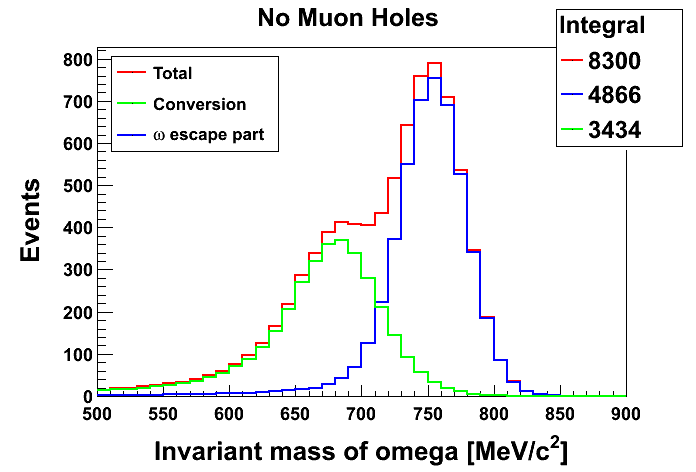 No Muon Holes
Integral
8300
4866
3434
Total
Conversion
ω escape part
Events
800
700
600
500
400
300
200
100
0
500 550 600 650 700 750 800 850 900
Invariant mass of omega [MeV/c²]